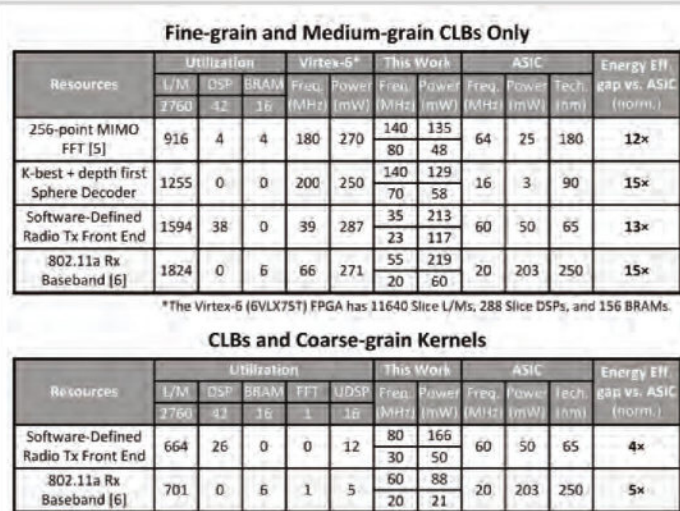 Fine-grain and Medium-grain CLBs Only
Resources Utilization Virtex-6* This Work ASIC Energy Eff. gap vs. ASIC (norm.)
L/M DSP BRAM Freq. (MHz) Power (mW) Freq. (MHz) Power (mW) Freq. (MHz) Power (mW) Tech. (nm)
2760 42 16
256-point MIMO FFT [5] 916 4 4 180 270 140 135 64 25 180 12×
80 48
K-best + depth first Sphere Decoder 1255 0 0 200 250 140 129 16 3 90 15×
70 58
Software-Defined Radio Tx Front End 1594 38 0 39 287 35 213 60 50 65 13×
23 117
802.11a Rx Baseband [6] 1824 0 6 66 271 55 219 20 203 250 15×
20 60
*The Virtex-6 (6VLX75T) FPGA has 11640 Slice L/Ms, 288 Slice DSPs, and 156 BRAMs.
CLBs and Coarse-grain Kernels
Resources Utilization This Work ASIC Energy Eff. gap vs. ASIC (norm.)
L/M DSP BRAM FFT UDSP Freq. (MHz) Power (mW) Freq. (MHz) Power (mW) Tech. (nm)
2760 42 16 1 16
Software-Defined Radio Tx Front End 664 26 0 0 12 80 166 60 50 65 4×
30 50
802.11a Rx Baseband [6] 701 0 6 1 5 60 88 20 203 250 5×
20 21